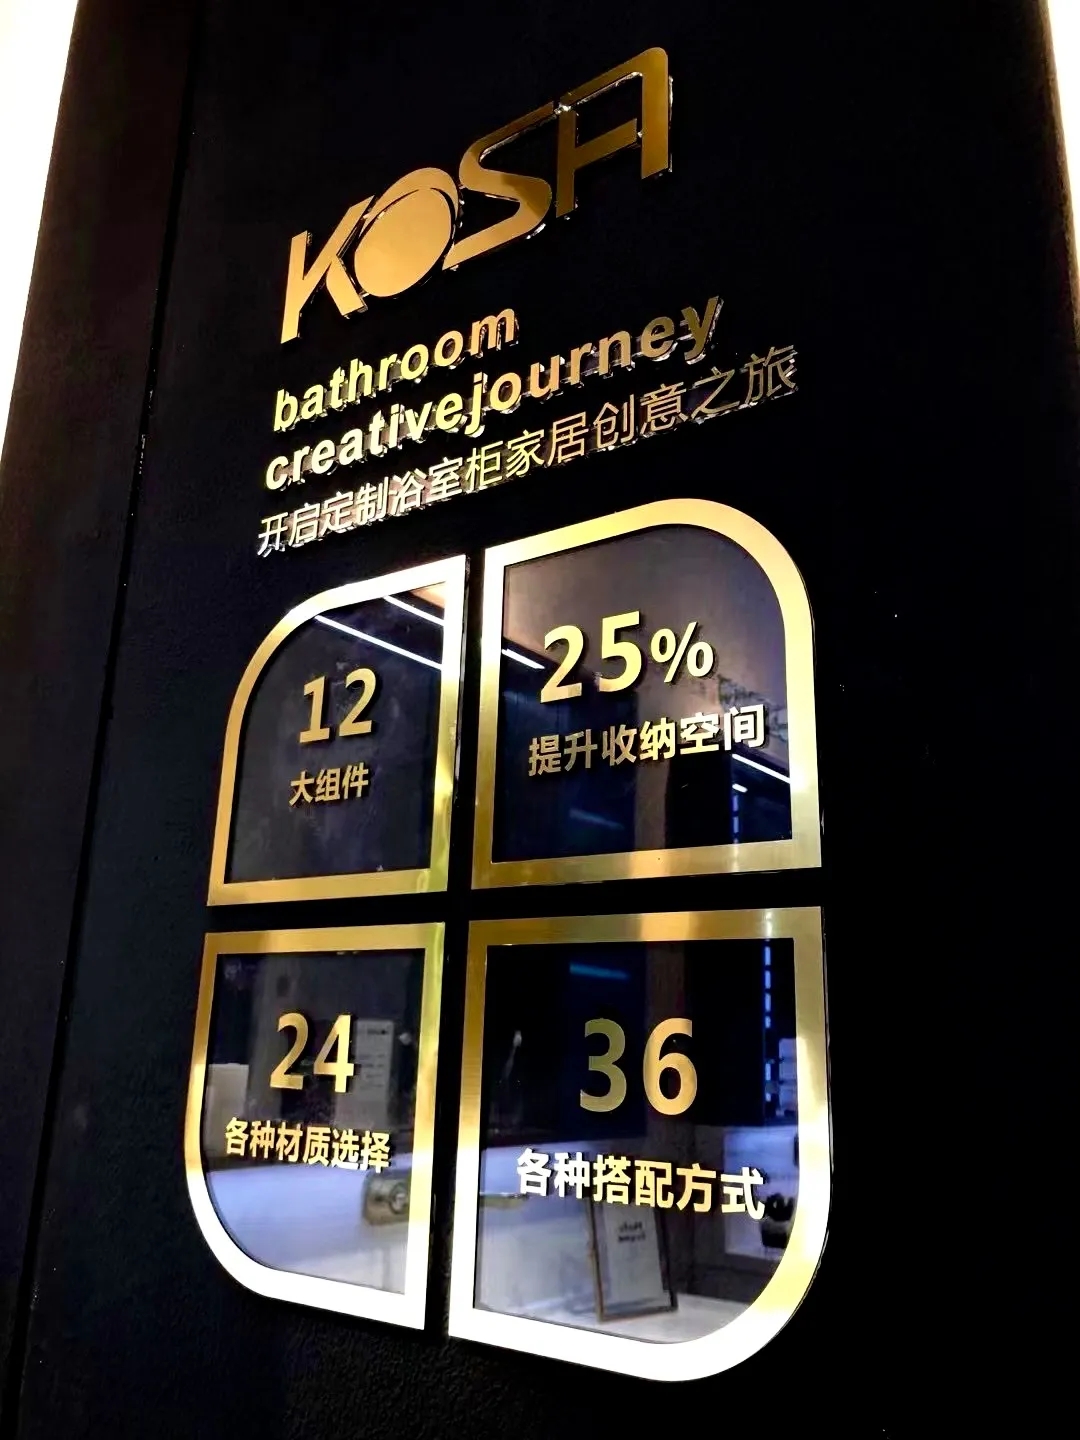 KOSA
bathroom
creativejourney
开启定制浴室柜家居创意之旅
12
大组件
25%
提升收纳空间
24
各种材质选择
36
各种搭配方式